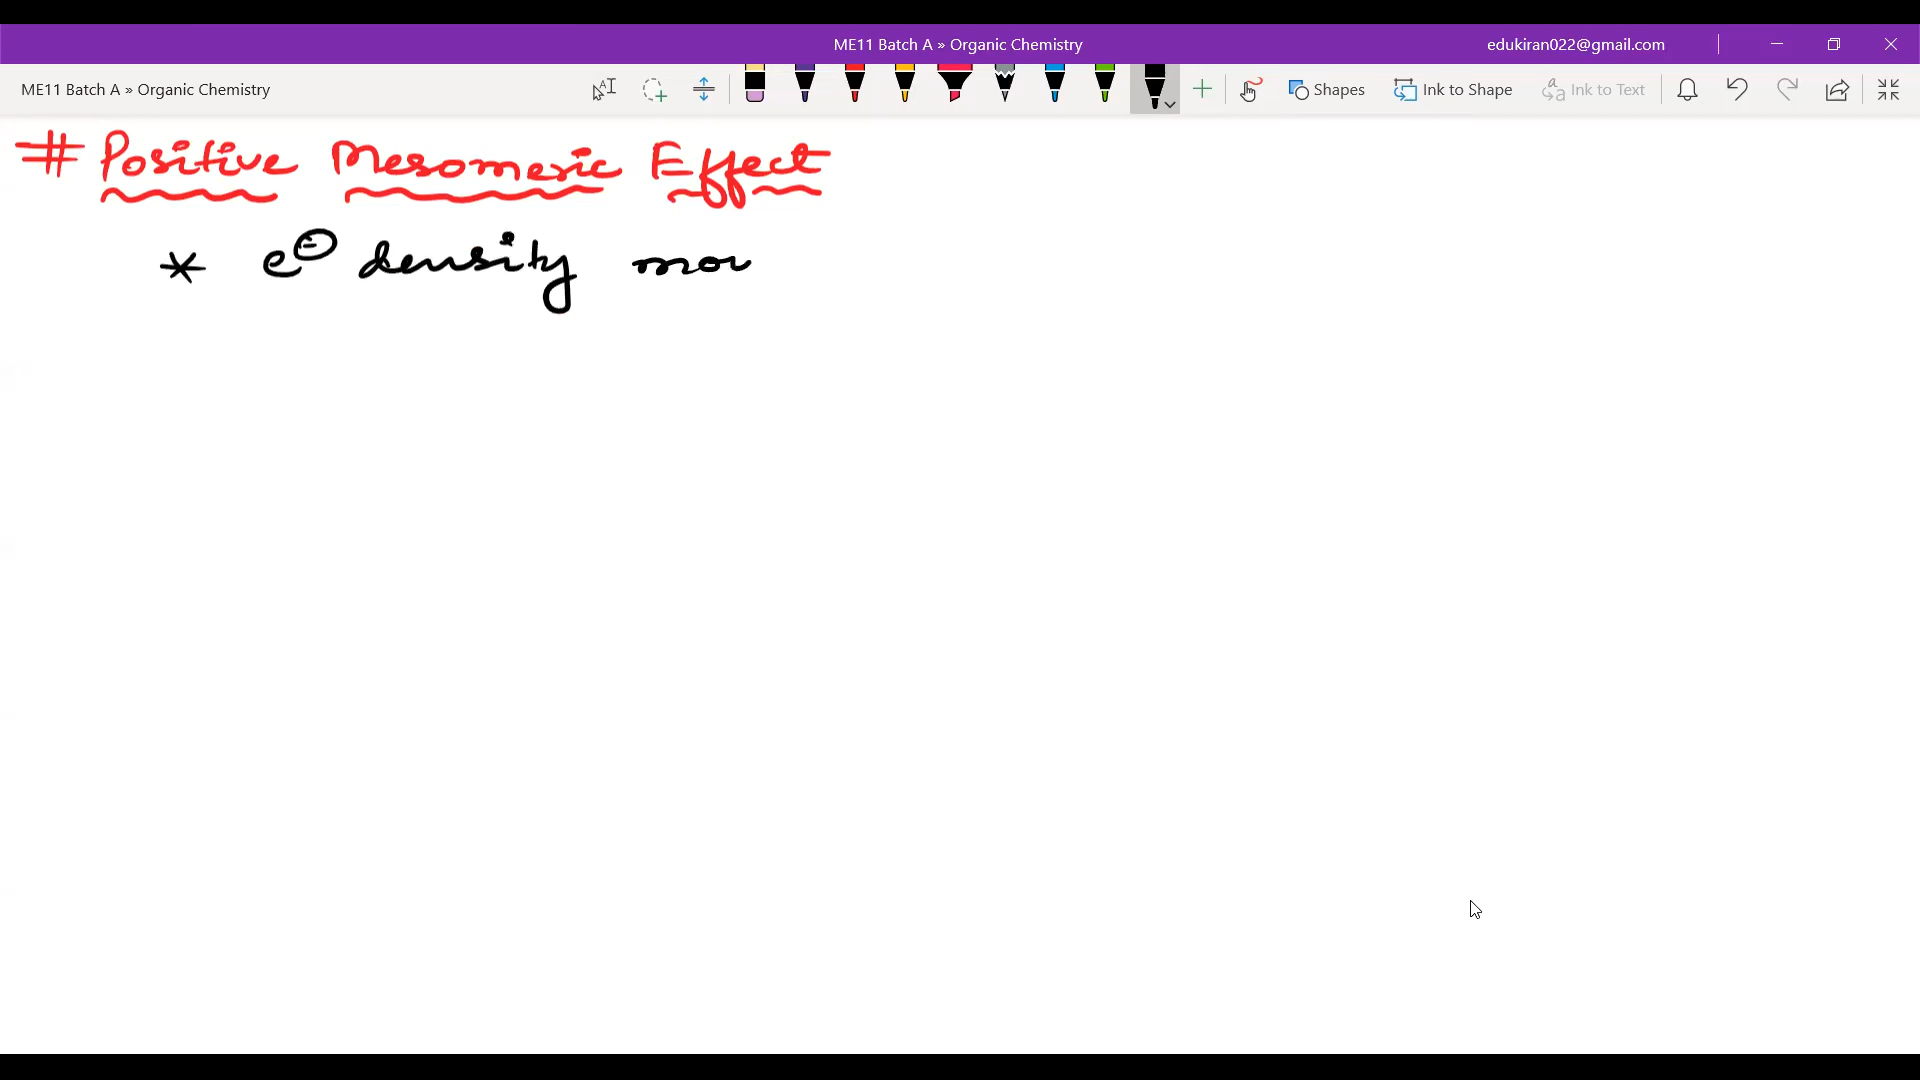 ME11 Batch A » Organic Chemistry
edukiran022@gmail.com
ME11 Batch A » Organic Chemistry
Shapes
Ink to Shape
Ink to Text
# Positive Mesomeric Effect
* e⊖ density mov